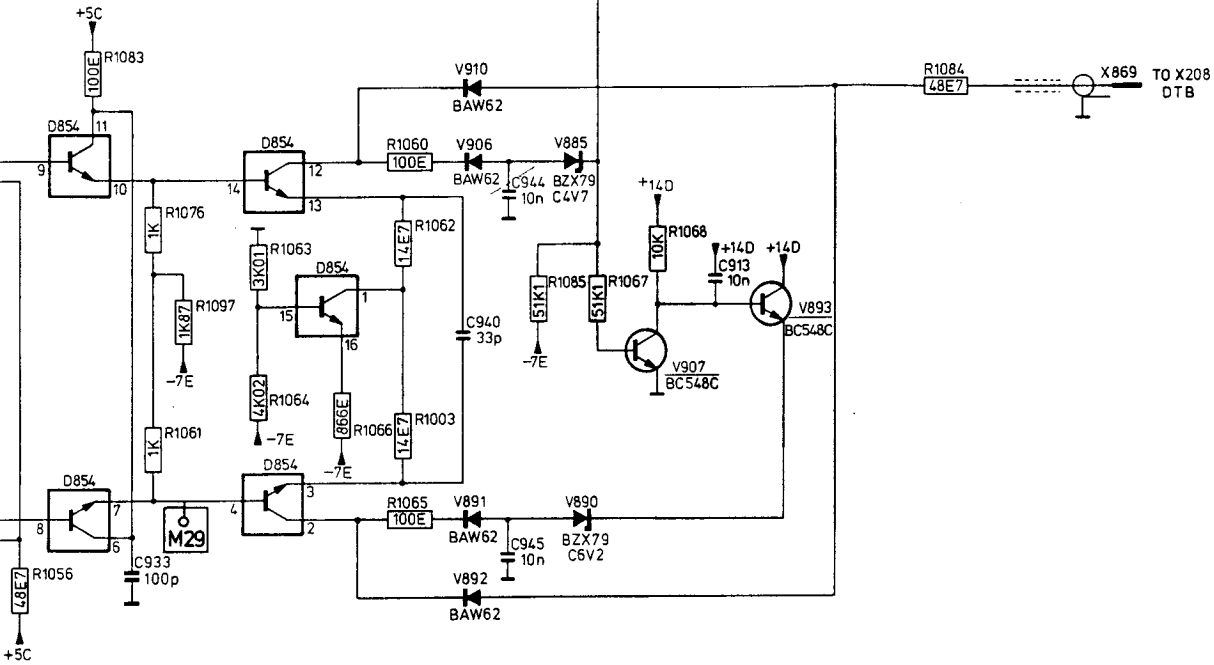 +5C
R1083
100E
D854
11
9
10
R1076
1K
R1097
1K87
-7E
R1061
1K
D854
7
8
6
M29
C933
100p
R1056
48E7
+5C
D854
12
14
13
R1063
3K01
D854
1
15
16
R1064
4K02
-7E
866E
R1066
-7E
R1062
14E7
C940
33p
R1003
14E7
D854
3
4
2
V910
BAW62
R1060
100E
V906
BAW62
C944
10n
V885
BZX79
C4V7
R1085
51K1
-7E
R1067
51K1
+14D
R1068
10K
+14D
C913
10n
+14D
V893
BC548C
V907
BC548C
R1065
100E
V891
BAW62
C945
10n
V890
BZX79
C6V2
V892
BAW62
R1084
48E7
X869
TO X208
DTB